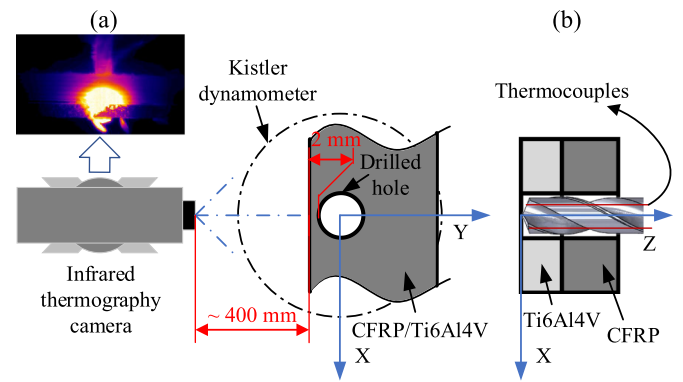 (a)
(b)
Kistler
dynamometer
Thermocouples
2 mm
Drilled
hole
Y
Z
Infrared
thermography
camera
~ 400 mm
CFRP/Ti6Al4V
X
Ti6Al4V
CFRP
X